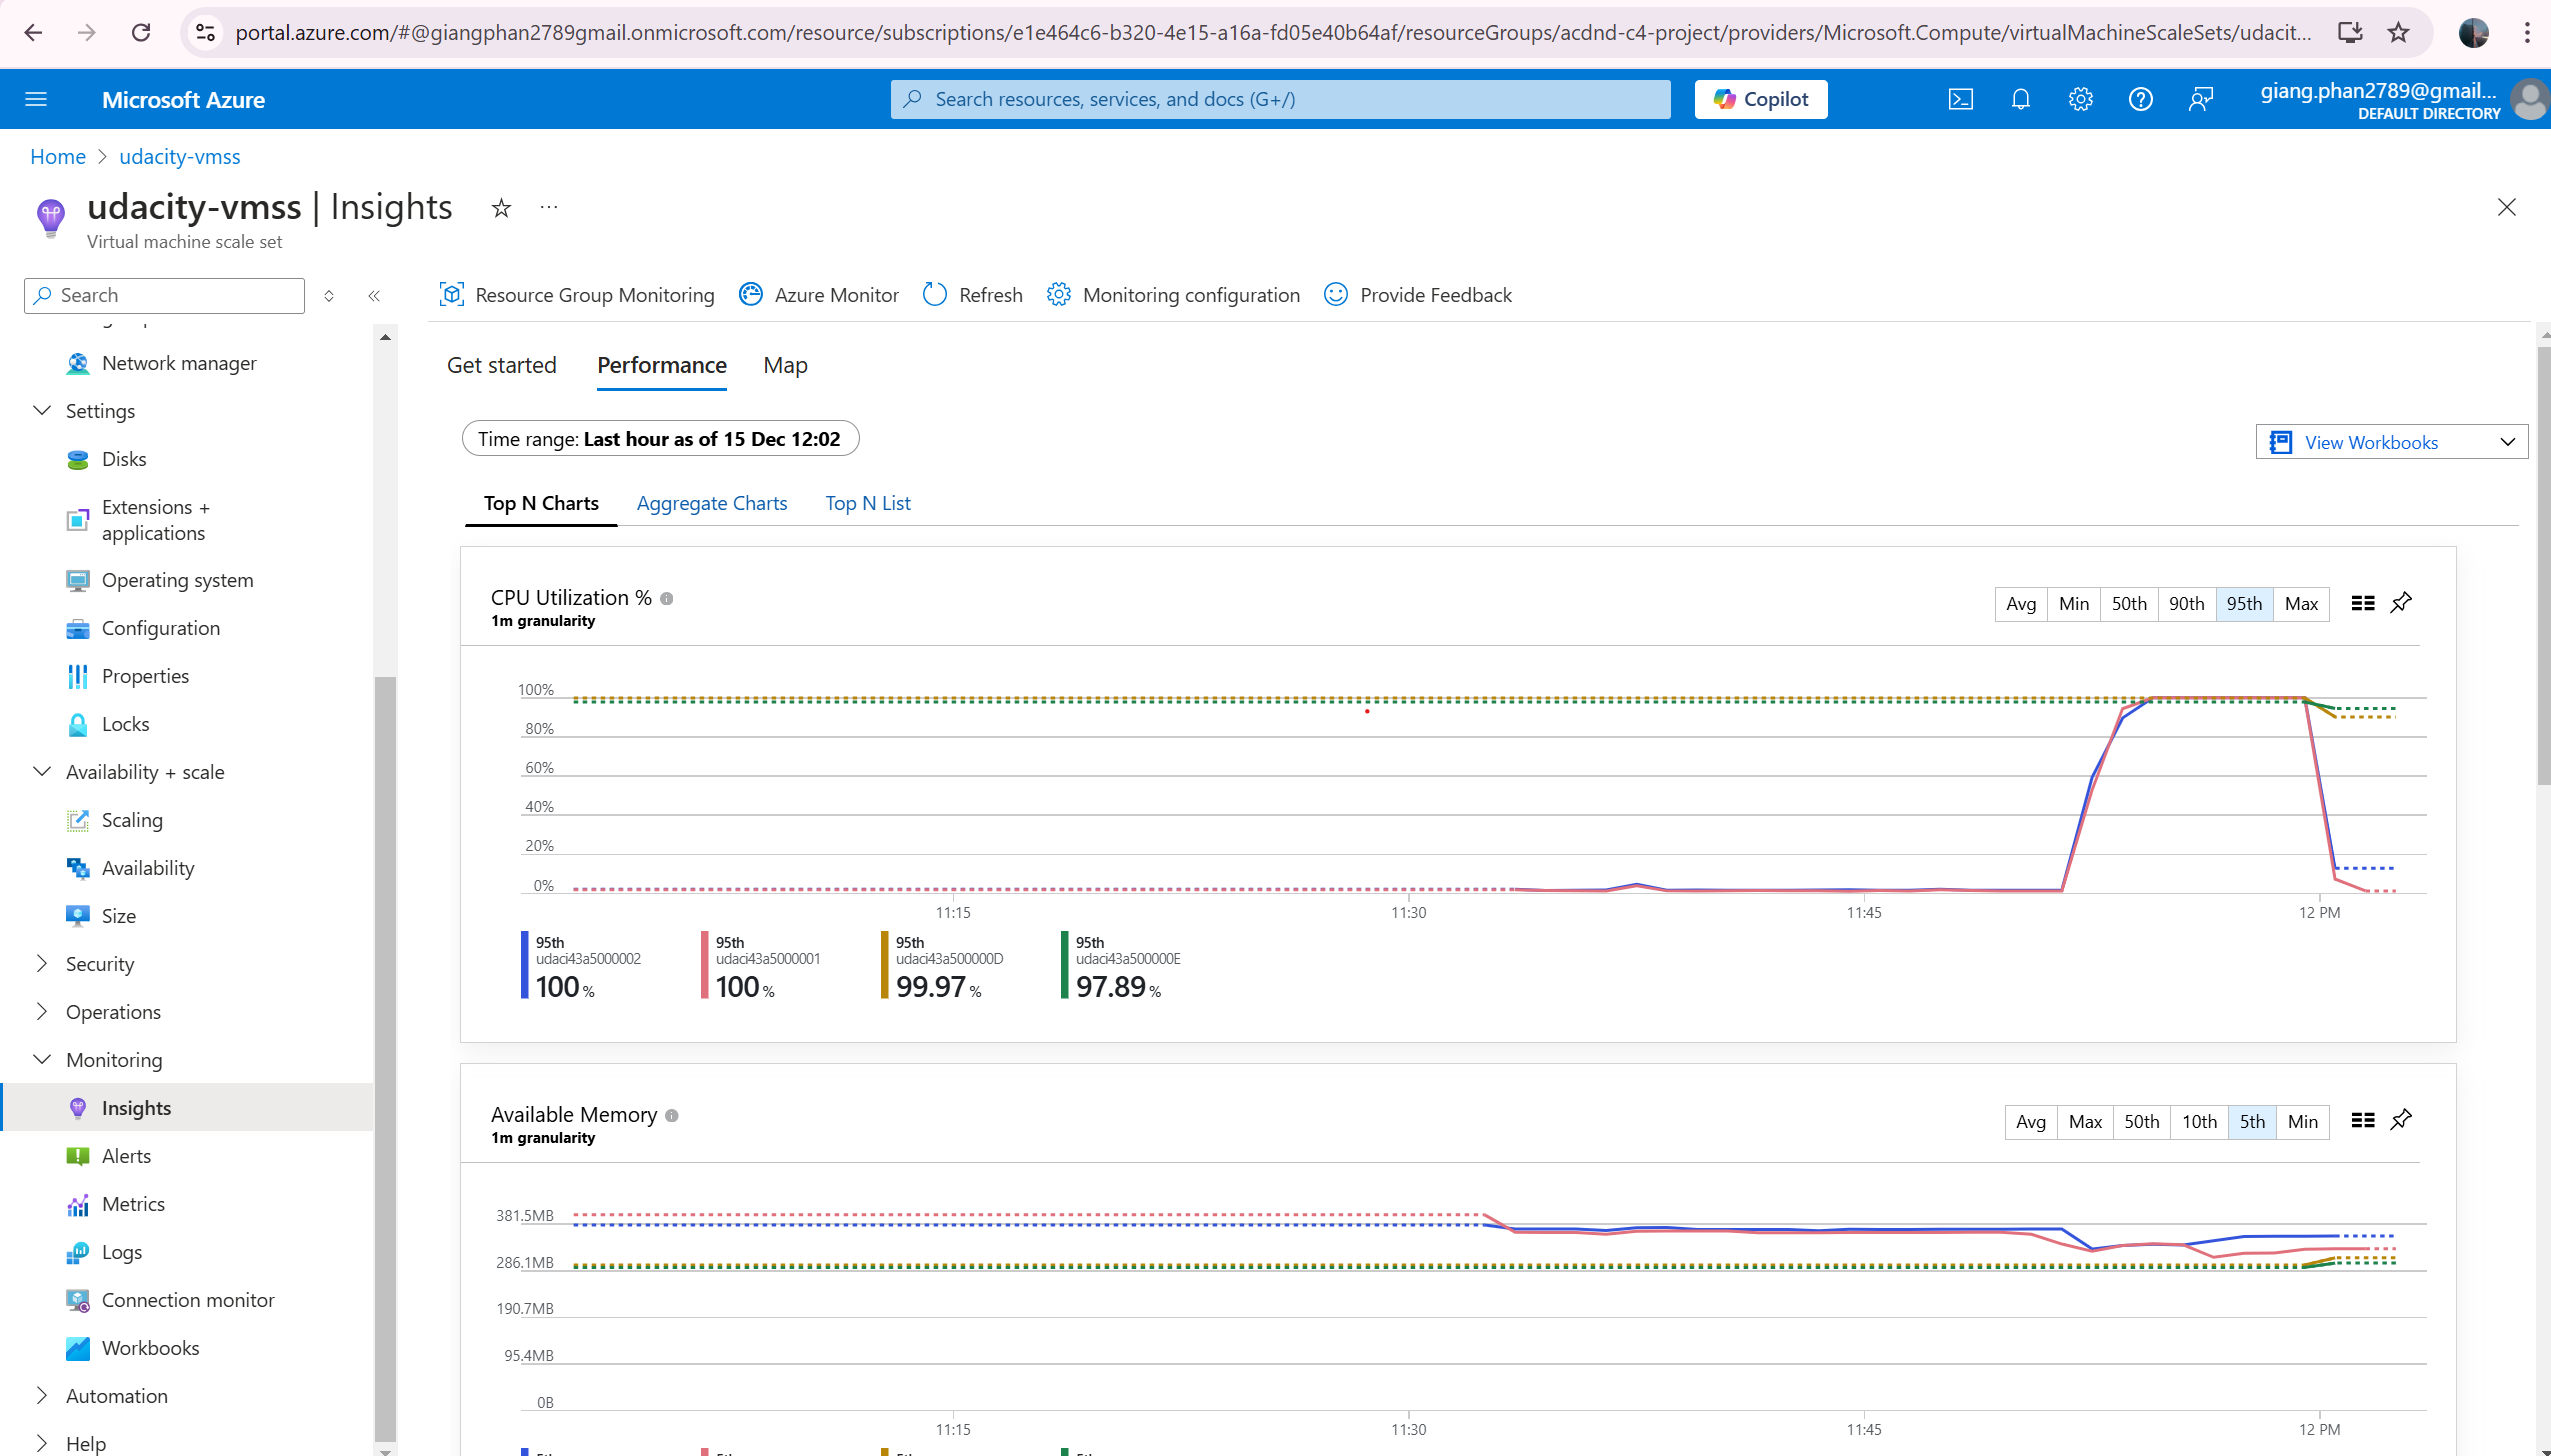 portal.azure.com/#@giangphan2789gmail.onmicrosoft.com/resource/subscriptions/e1e464c6-b320-4e15-a16a-fd05e40b64af/resourceGroups/acdnd-c4-project/providers/Microsoft.Compute/virtualMachineScaleSets/udacit...
Microsoft Azure
Search resources, services, and docs (G+/)
Copilot
giang.phan2789@gmail...
DEFAULT DIRECTORY
Home > udacity-vmss
udacity-vmss | Insights
Virtual machine scale set
Search
Resource Group Monitoring
Azure Monitor
Refresh
Monitoring configuration
Provide Feedback
Network manager
Settings
Disks
Extensions +
applications
Operating system
Configuration
Properties
Locks
Availability + scale
Scaling
Availability
Size
Security
Operations
Monitoring
Insights
Alerts
Metrics
Logs
Connection monitor
Workbooks
Automation
Help
Get started
Performance
Map
Time range: Last hour as of 15 Dec 12:02
View Workbooks
Top N Charts
Aggregate Charts
Top N List
CPU Utilization %
1m granularity
Avg Min 50th 90th 95th Max
100%
80%
60%
40%
20%
0%
11:15 11:30 11:45 12 PM
95th
udaci43a5000002
100 %
95th
udaci43a5000001
100 %
95th
udaci43a500000D
99.97 %
95th
udaci43a500000E
97.89 %
Available Memory
1m granularity
Avg Max 50th 10th 5th Min
381.5MB
286.1MB
190.7MB
95.4MB
0B
11:15 11:30 11:45 12 PM